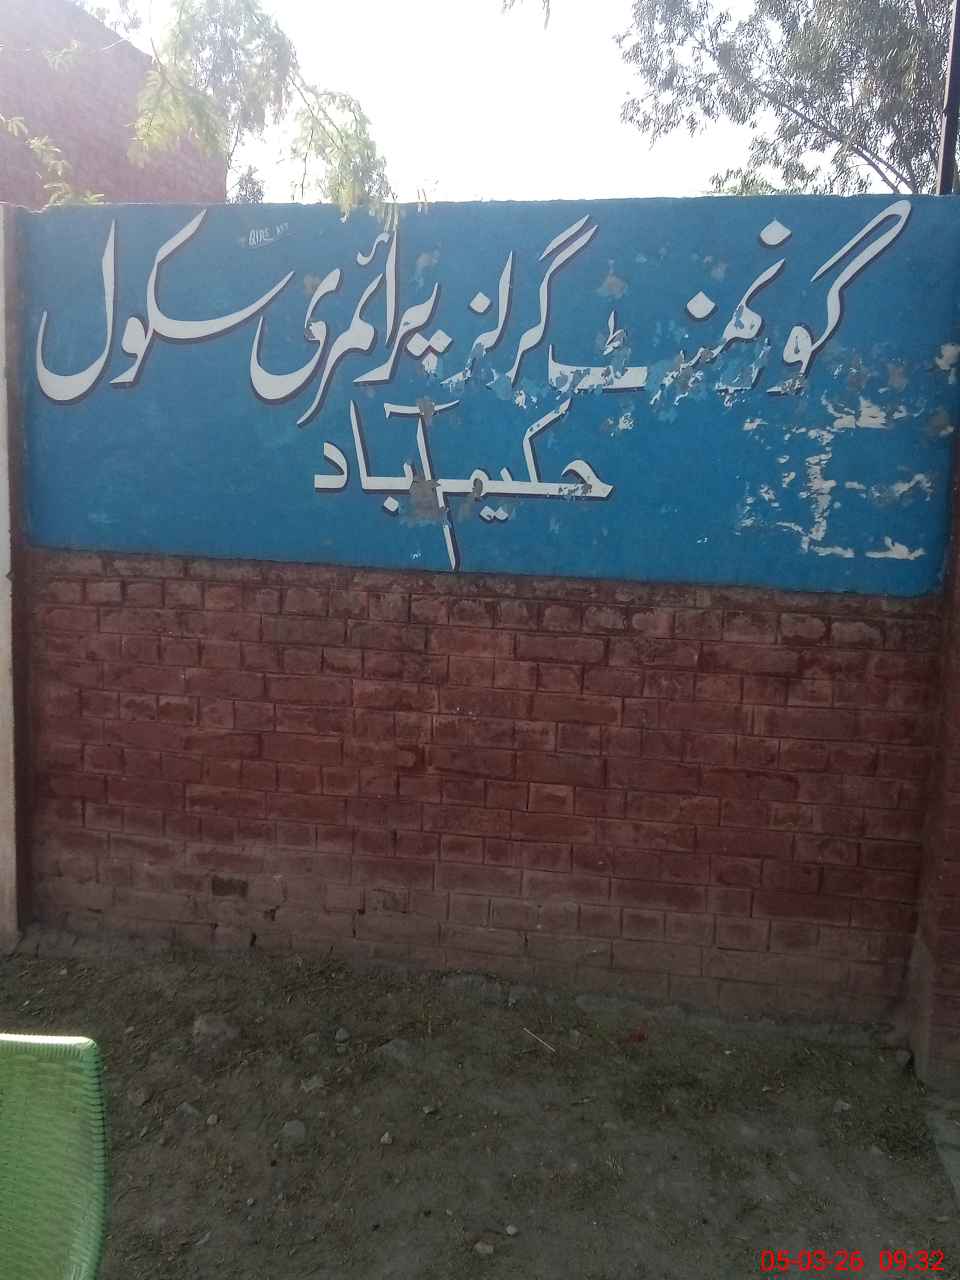 گورنمنٹ گرلز پرائمری سکول
حکیم آباد
05-03-26 09:32